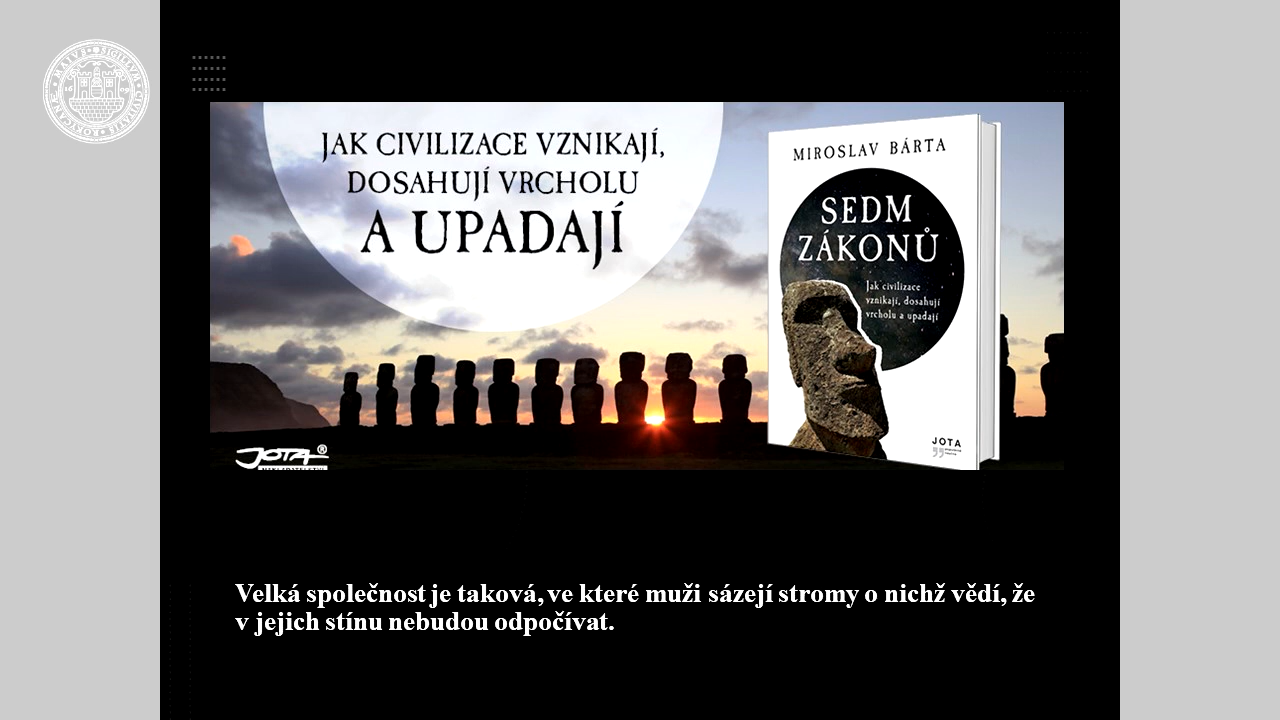 JAK CIVILIZACE VZNIKAJÍ,
DOSAHUJÍ VRCHOLU
A UPADAJÍ
MIROSLAV BÁRTA
SEDM
ZÁKONŮ
Jak civilizace
vznikají, dosahují
vrcholu a upadají
JOTA
JOTA®
Velká společnost je taková, ve které muži sázejí stromy o nichž vědí, že
v jejich stínu nebudou odpočívat.